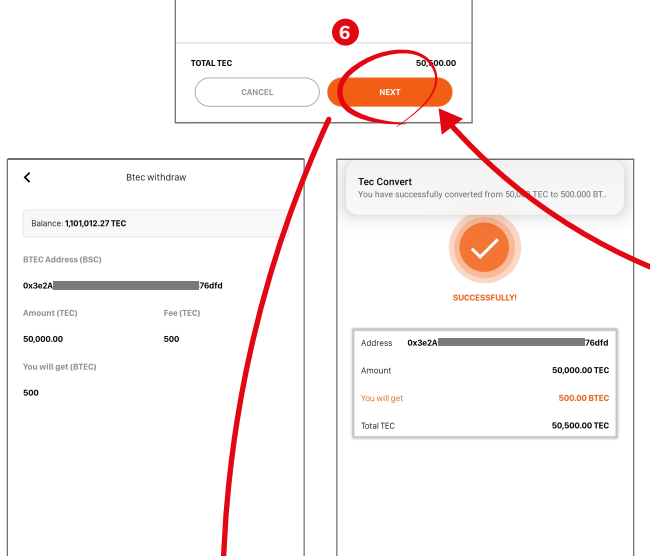 6
TOTAL TEC 50,500.00
CANCEL NEXT
Btec withdraw
Balance: 1,101,012.27 TEC
BTEC Address (BSC)
0x3e2A 76dfd
Amount (TEC) Fee (TEC)
50,000.00 500
You will get (BTEC)
500
Tec Convert
You have successfully converted from 50,000 TEC to 500.000 BT..
SUCCESSFULLY!
Address 0x3e2A 76dfd
Amount 50,000.00 TEC
You will get 500.00 BTEC
Total TEC 50,500.00 TEC